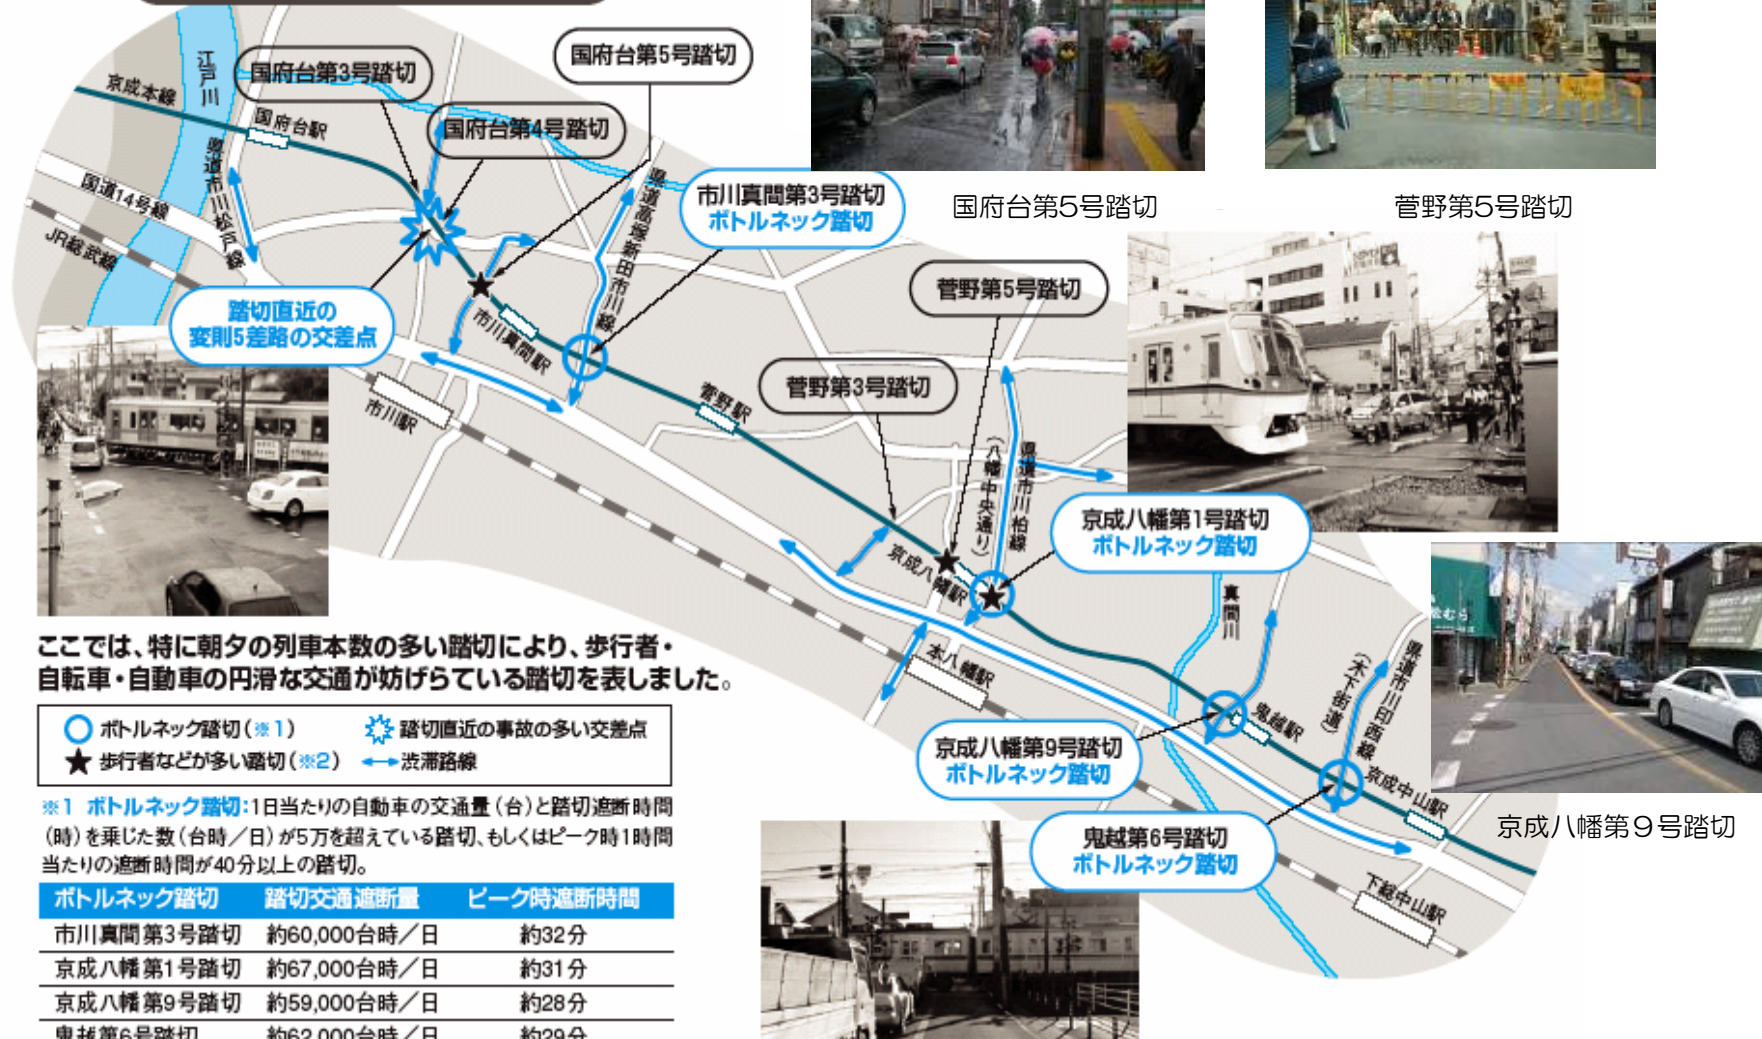 江戸川
京成本線
国府台駅
国府台第3号踏切
国府台第4号踏切
国府台第5号踏切
県道市川松戸線
国道14号線
JR総武線
県道高塚新田市川線
市川真間第3号踏切
ボトルネック踏切
国府台第5号踏切
菅野第5号踏切
踏切直近の
変則5差路の交差点
市川真間駅
市川駅
菅野駅
菅野第5号踏切
菅野第3号踏切
県道市川柏線
(八幡中央通り)
京成八幡駅
京成八幡第1号踏切
ボトルネック踏切
真間川
本八幡駅
京成八幡第9号踏切
ボトルネック踏切
鬼越駅
県道市川印西線
(木下街道)
京成中山駅
鬼越第6号踏切
ボトルネック踏切
下総中山駅
京成八幡第9号踏切
ここでは、特に朝夕の列車本数の多い踏切により、歩行者・
自転車・自動車の円滑な交通が妨げらている踏切を表しました。
ボトルネック踏切(※1)
踏切直近の事故の多い交差点
歩行者などが多い踏切(※2)
渋滞路線
※1 ボトルネック踏切:1日当たりの自動車の交通量(台)と踏切遮断時間
(時)を乗じた数(台時/日)が5万を超えている踏切、もしくはピーク時1時間
当たりの遮断時間が40分以上の踏切。
ボトルネック踏切 踏切交通遮断量 ピーク時遮断時間
市川真間第3号踏切 約60,000台時/日 約32分
京成八幡第1号踏切 約67,000台時/日 約31分
京成八幡第9号踏切 約59,000台時/日 約28分
鬼越第6号踏切 約62,000台時/日 約29分